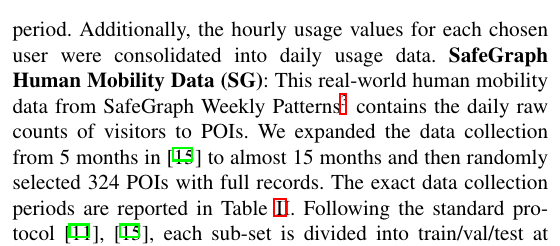 period. Additionally, the hourly usage values for each chosen
user were consolidated into daily usage data. SafeGraph
Human Mobility Data (SG): This real-world human mobility
data from SafeGraph Weekly Patterns contains the daily raw
counts of visitors to POIs. We expanded the data collection
from 5 months in [15] to almost 15 months and then randomly
selected 324 POIs with full records. The exact data collection
periods are reported in Table I. Following the standard pro-
tocol [11], [15], each sub-set is divided into train/val/test at